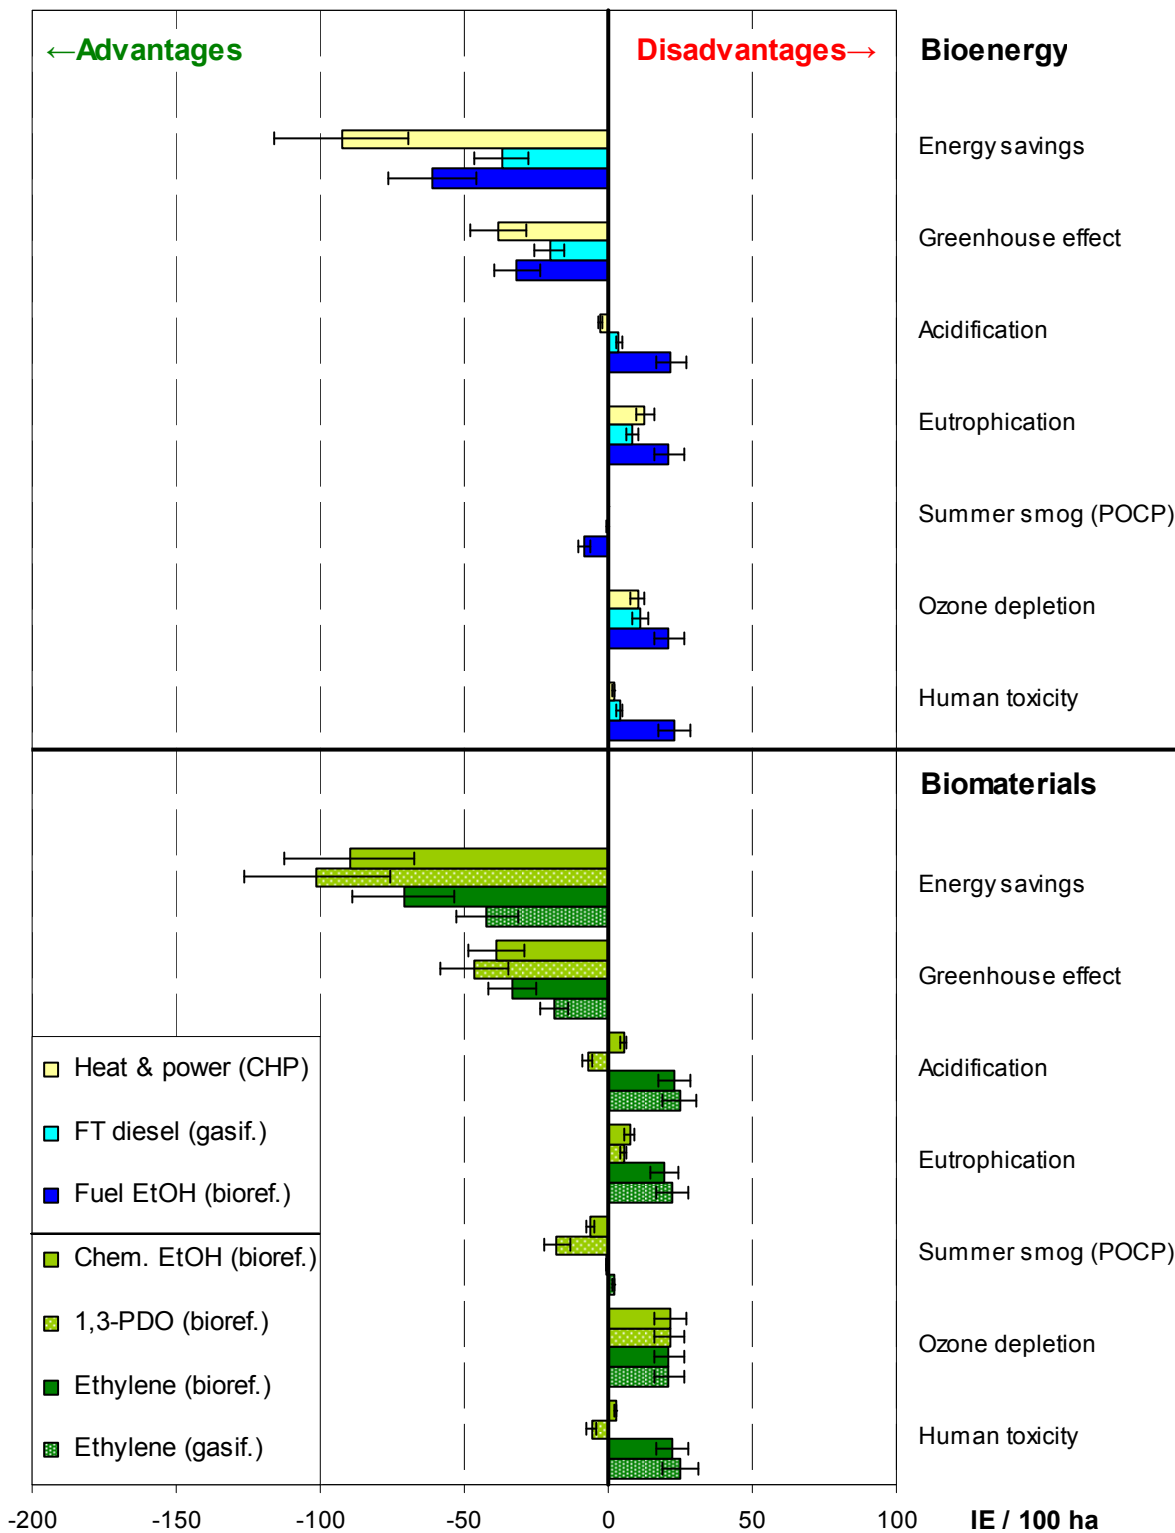 ←Advantages
Disadvantages→
Bioenergy
Energy savings
Greenhouse effect
Acidification
Eutrophication
Summer smog (POCP)
Ozone depletion
Human toxicity
Biomaterials
Energy savings
Greenhouse effect
Acidification
Eutrophication
Summer smog (POCP)
Ozone depletion
Human toxicity
Heat & power (CHP)
FT diesel (gasif.)
Fuel EtOH (bioref.)
Chem. EtOH (bioref.)
1,3-PDO (bioref.)
Ethylene (bioref.)
Ethylene (gasif.)
-200 -150 -100 -50 0 50 100 IE / 100 ha